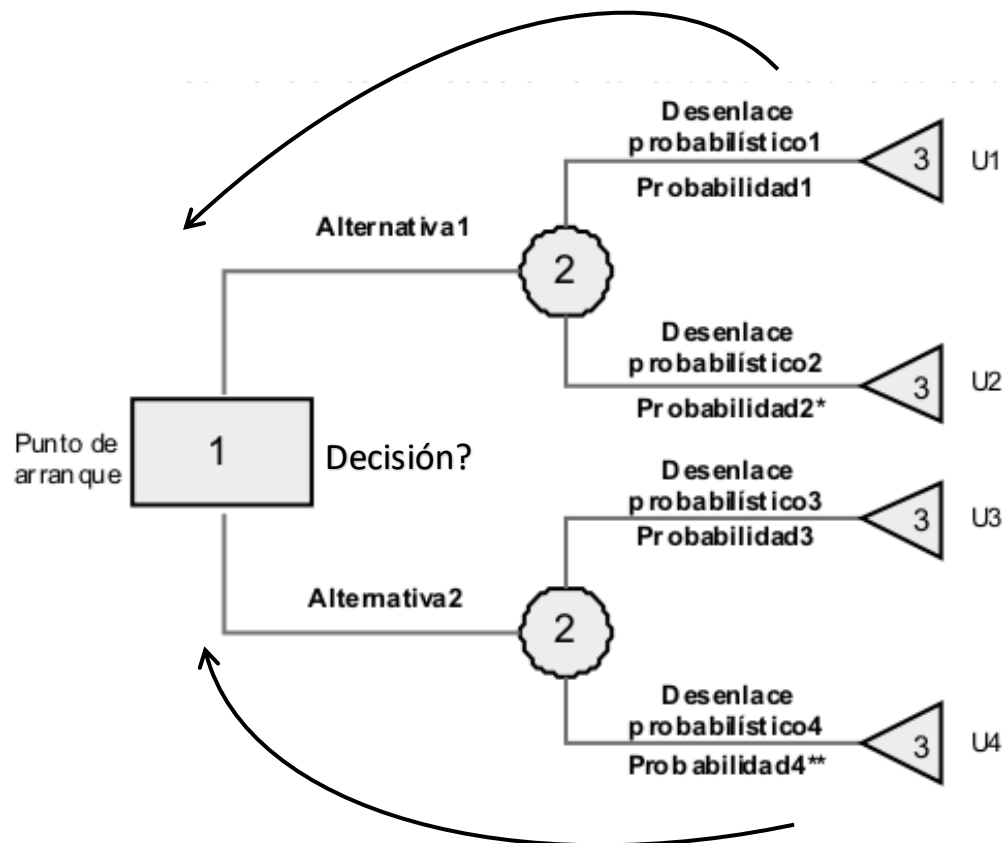 Desenlace
probabilístico1
3
U1
Probabilidad1
Alternativa1
2
Desenlace
probabilístico2
3
U2
Probabilidad2*
Punto de
arranque
1
Decisión?
Desenlace
probabilístico3
3
U3
Probabilidad3
Alternativa2
2
Desenlace
probabilístico4
3
U4
Probabilidad4**